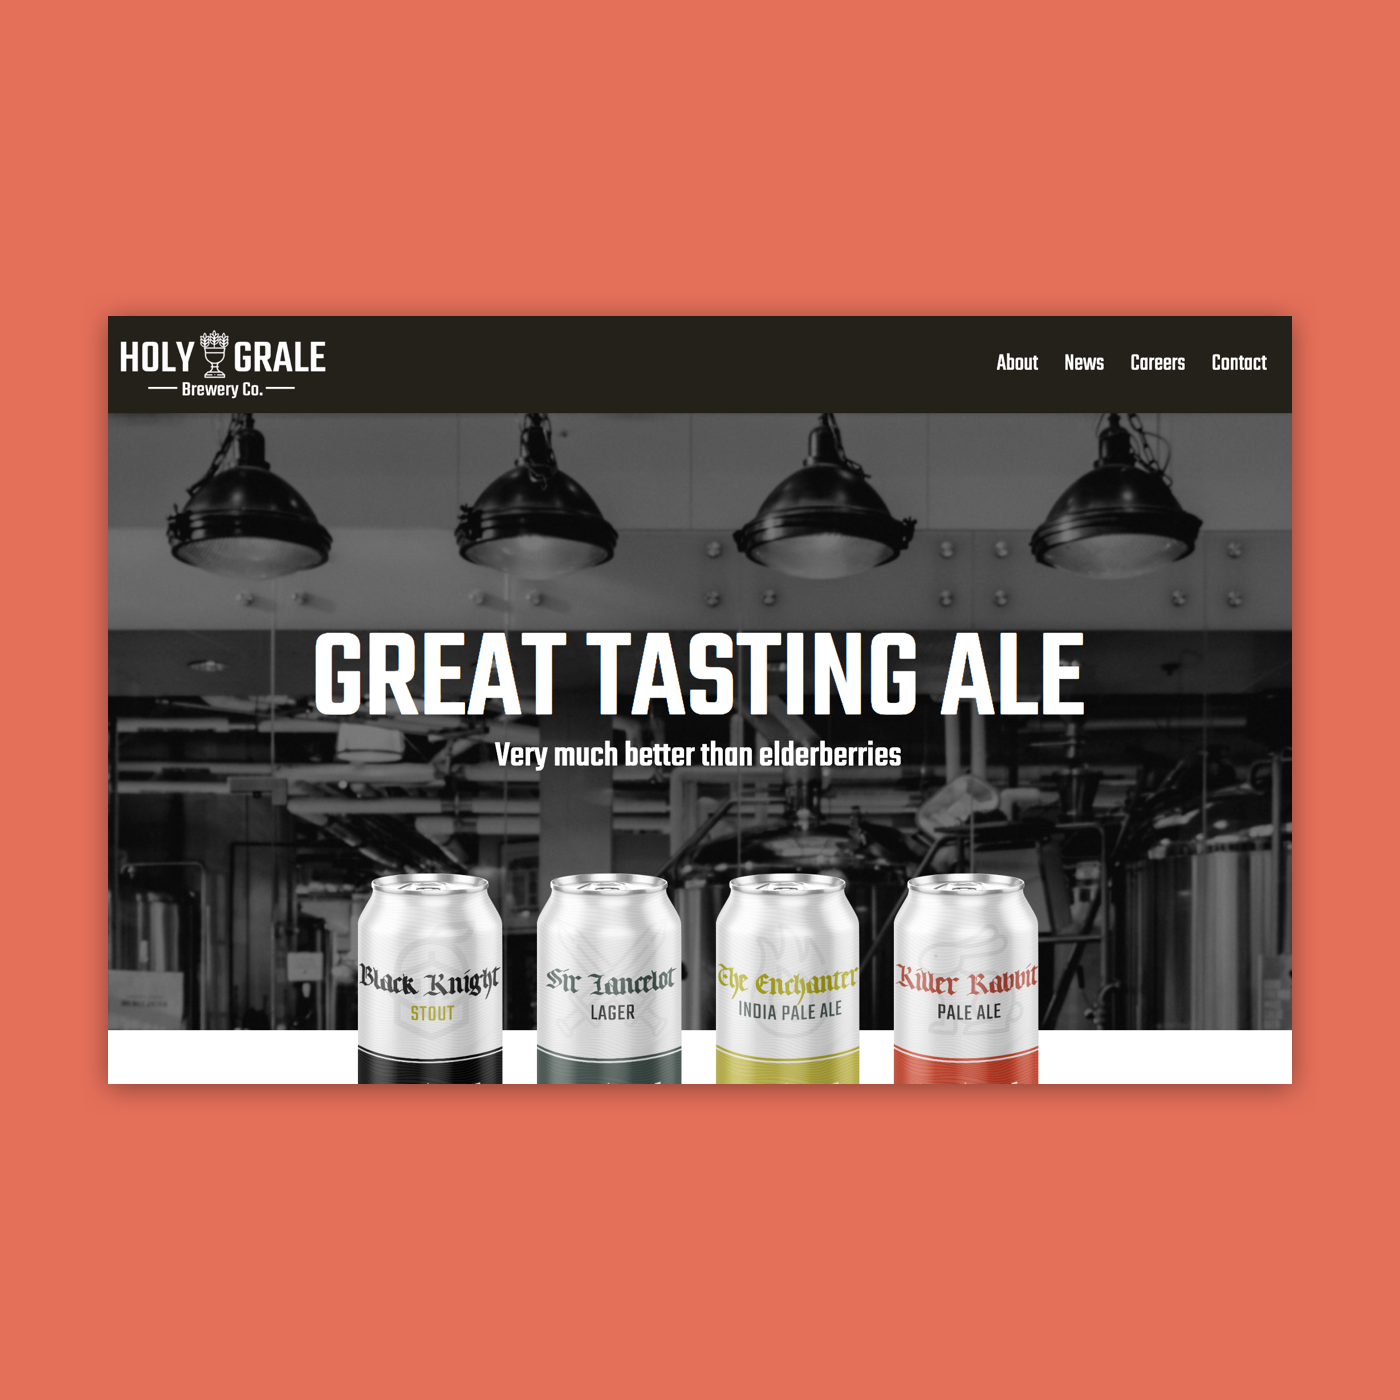 HOLY GRALE
Brewery Co.
About News Careers Contact
GREAT TASTING ALE
Very much better than elderberries
Black Knight
STOUT
Sir Lancelot
LAGER
The Enchanter
INDIA PALE ALE
Killer Rabbit
PALE ALE